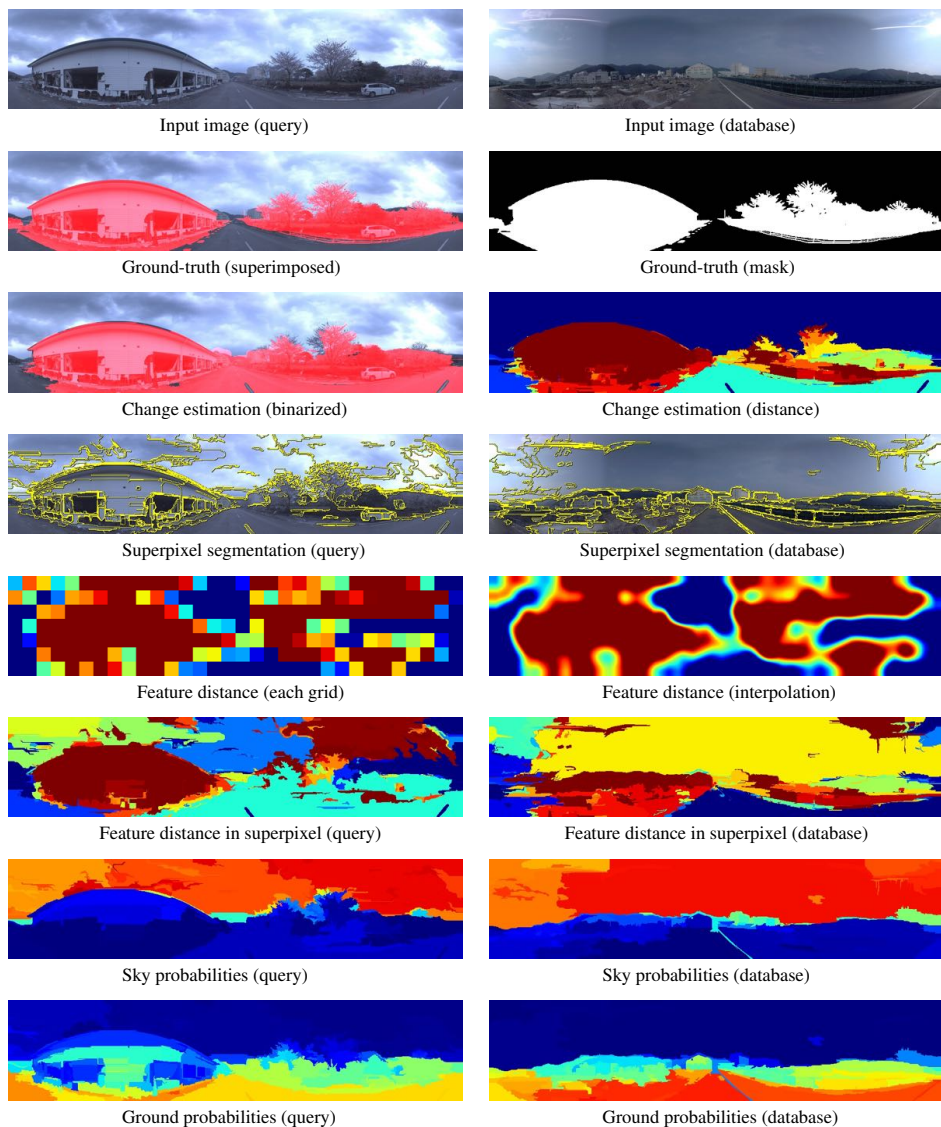 Input image (query)
Input image (database)
Ground-truth (superimposed)
Ground-truth (mask)
Change estimation (binarized)
Change estimation (distance)
Superpixel segmentation (query)
Superpixel segmentation (database)
Feature distance (each grid)
Feature distance (interpolation)
Feature distance in superpixel (query)
Feature distance in superpixel (database)
Sky probabilities (query)
Sky probabilities (database)
Ground probabilities (query)
Ground probabilities (database)